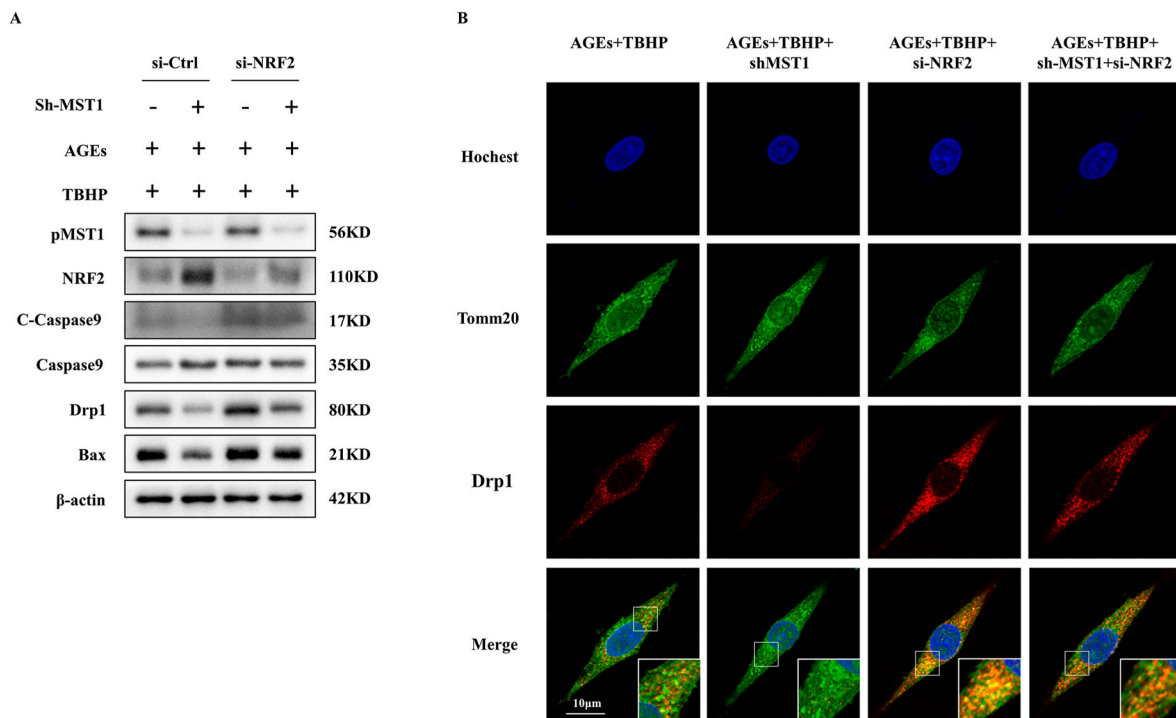 A
si-Ctrl si-NRF2
Sh-MST1 - + - +
AGEs + + + +
TBHP + + + +
pMST1 56KD
NRF2 110KD
C-Caspase9 17KD
Caspase9 35KD
Drp1 80KD
Bax 21KD
β-actin 42KD
B
AGEs+TBHP AGEs+TBHP+ AGEs+TBHP+ AGEs+TBHP+
shMST1 si-NRF2 sh-MST1+si-NRF2
Hochest
Tomm20
Drp1
Merge
10μm